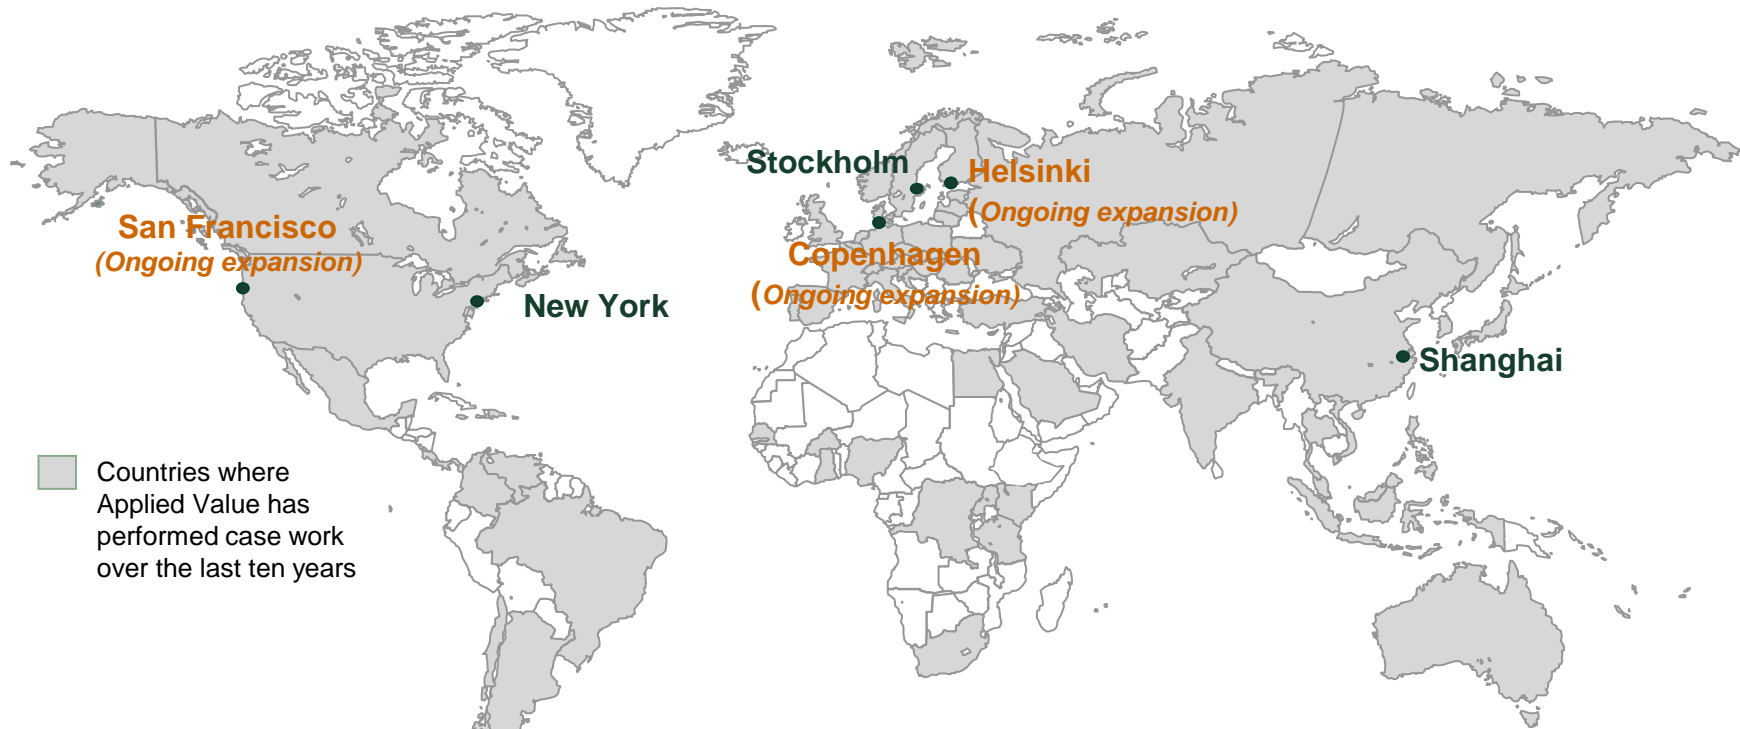 Stockholm
Helsinki
(Ongoing expansion)
San Francisco
(Ongoing expansion)
Copenhagen
(Ongoing expansion)
New York
Shanghai
Countries where
Applied Value has
performed case work
over the last ten years